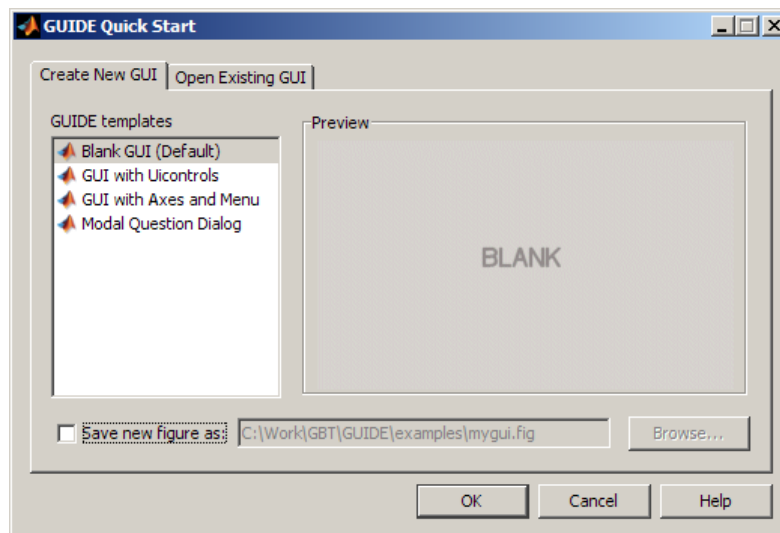 GUIDE Quick Start
Create New GUI
Open Existing GUI
GUIDE templates
Blank GUI (Default)
GUI with Uicontrols
GUI with Axes and Menu
Modal Question Dialog
Preview
BLANK
Save new figure as:
C:\Work\GBT\GUIDE\examples\mygui.fig
Browse...
OK
Cancel
Help